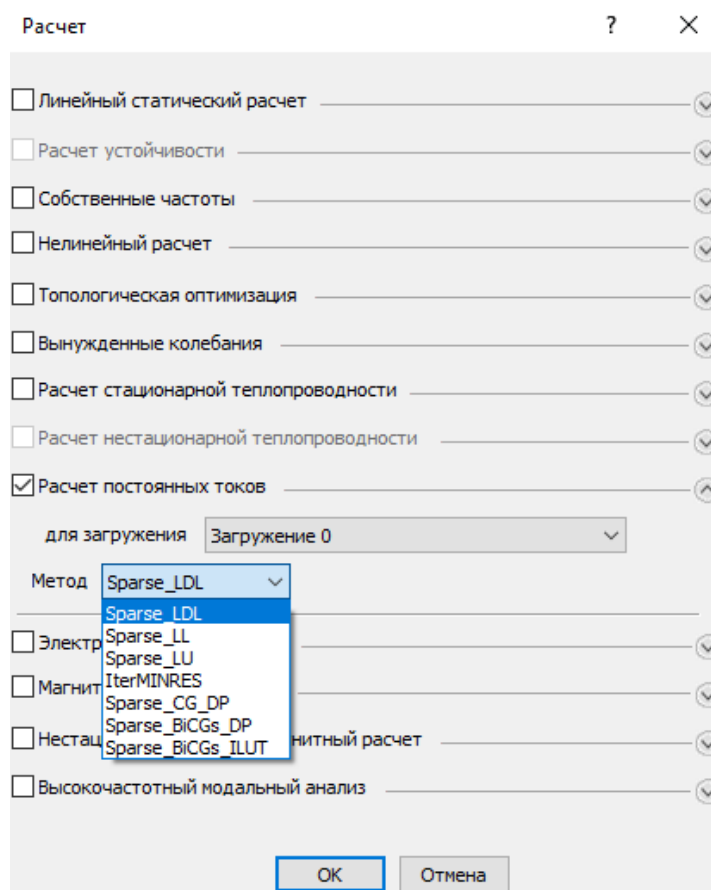 Расчет ?
Линейный статический расчет
Расчет устойчивости
Собственные частоты
Нелинейный расчет
Топологическая оптимизация
Вынужденные колебания
Расчет стационарной теплопроводности
Расчет нестационарной теплопроводности
Расчет постоянных токов
для загружения Загружение 0
Метод Sparse_LDL
Sparse_LDL
Sparse_LL
Sparse_LU
IterMINRES
Sparse_CG_DP
Sparse_BiCGs_DP
Sparse_BiCGs_ILUT
Электр
Магнит
Нестац нитный расчет
Высокочастотный модальный анализ
OK Отмена